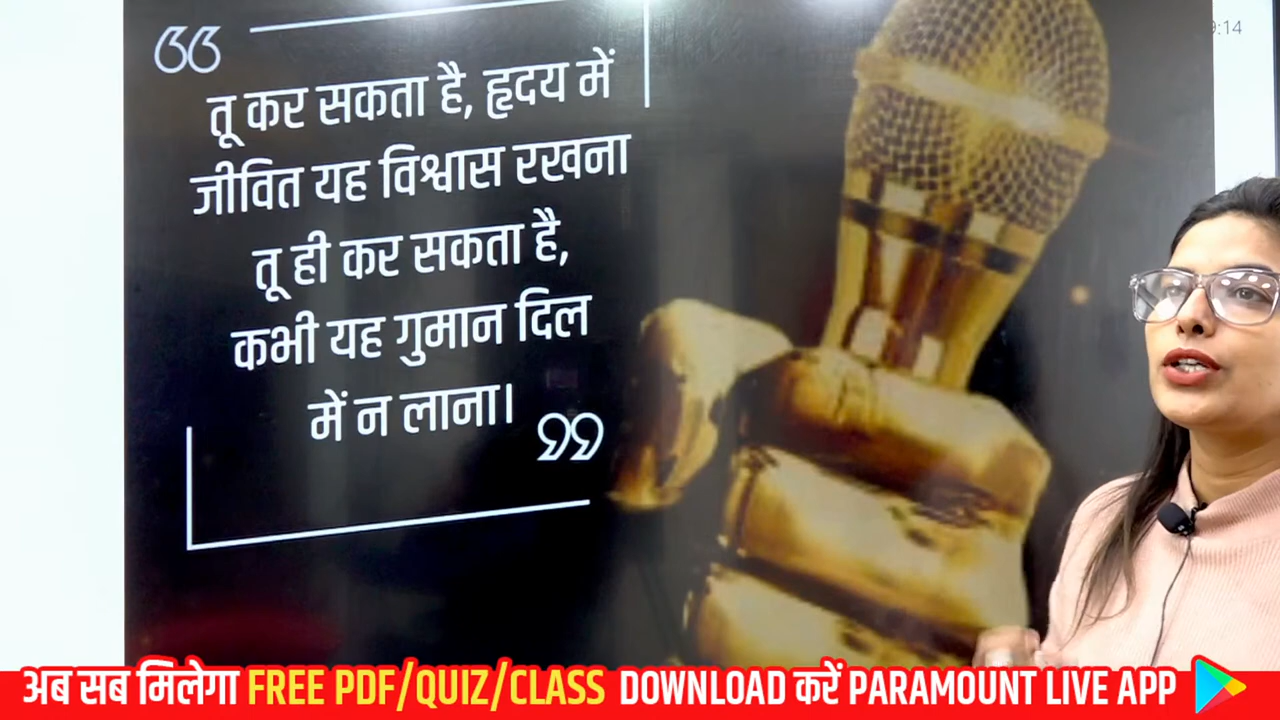 तू कर सकता है, हृदय में
जीवित यह विश्वास रखना
तू ही कर सकता है,
कभी यह गुमान दिल
में न लाना।
अब सब मिलेगा FREE PDF/QUIZ/CLASS DOWNLOAD करें PARAMOUNT LIVE APP